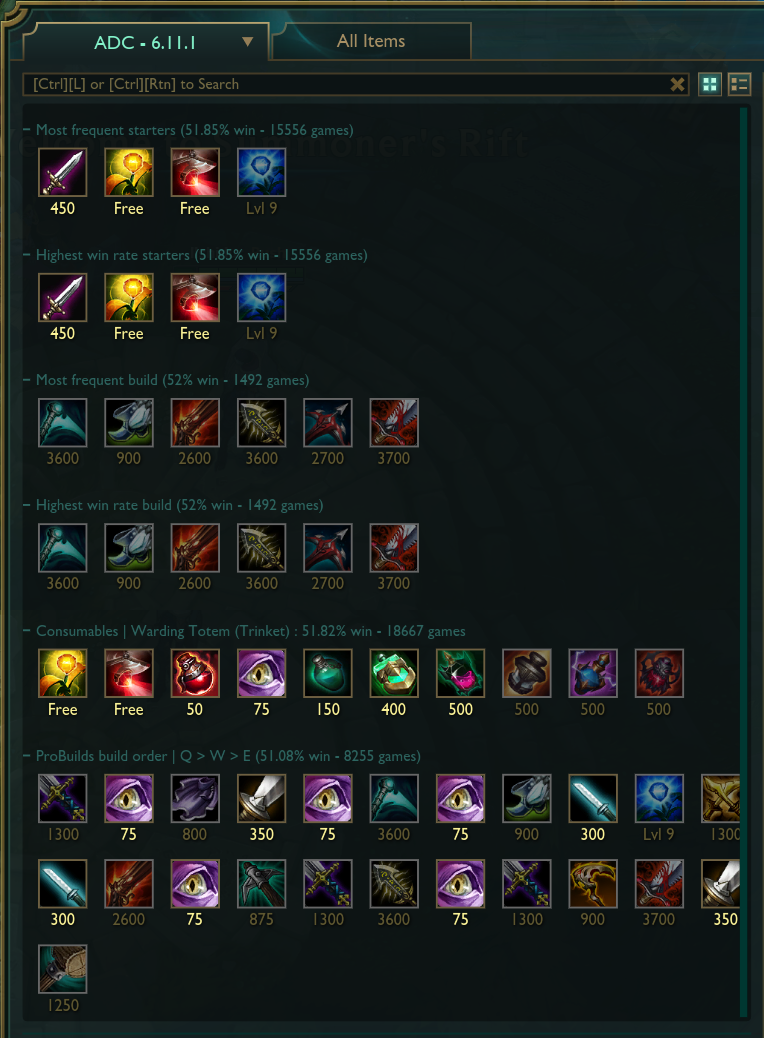 ADC - 6.11.1 All Items
[Ctrl][L] or [Ctrl][Rtn] to Search
Most frequent starters (51.85% win - 15556 games)
450 Free Free Lvl 9
Highest win rate starters (51.85% win - 15556 games)
450 Free Free Lvl 9
Most frequent build (52% win - 1492 games)
3600 900 2600 3600 2700 3700
Highest win rate build (52% win - 1492 games)
3600 900 2600 3600 2700 3700
Consumables | Warding Totem (Trinket) : 51.82% win - 18667 games
Free Free 50 75 150 400 500 500 500 500
ProBuilds build order | Q > W > E (51.08% win - 8255 games)
1300 75 800 350 75 3600 75 900 300 Lvl 9 1300
300 2600 75 875 1300 3600 75 1300 900 3700 350
1250